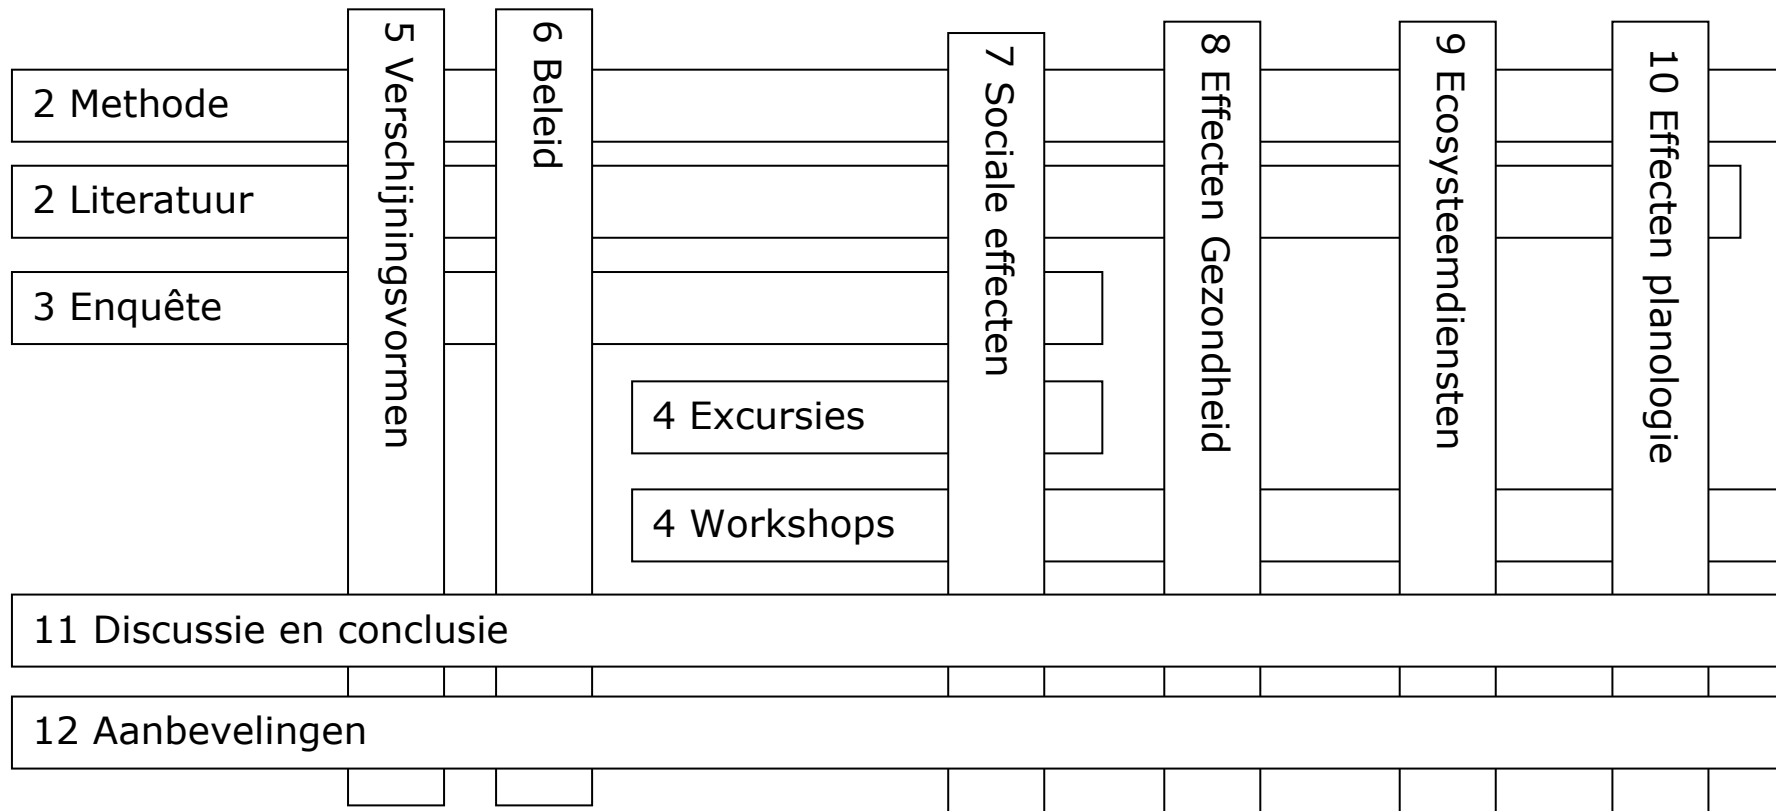 5 Verschijningsvormen
6 Beleid
7 Sociale effecten
8 Effecten Gezondheid
9 Ecosysteemdiensten
10 Effecten planologie
2 Methode
2 Literatuur
3 Enquête
4 Excursies
4 Workshops
11 Discussie en conclusie
12 Aanbevelingen